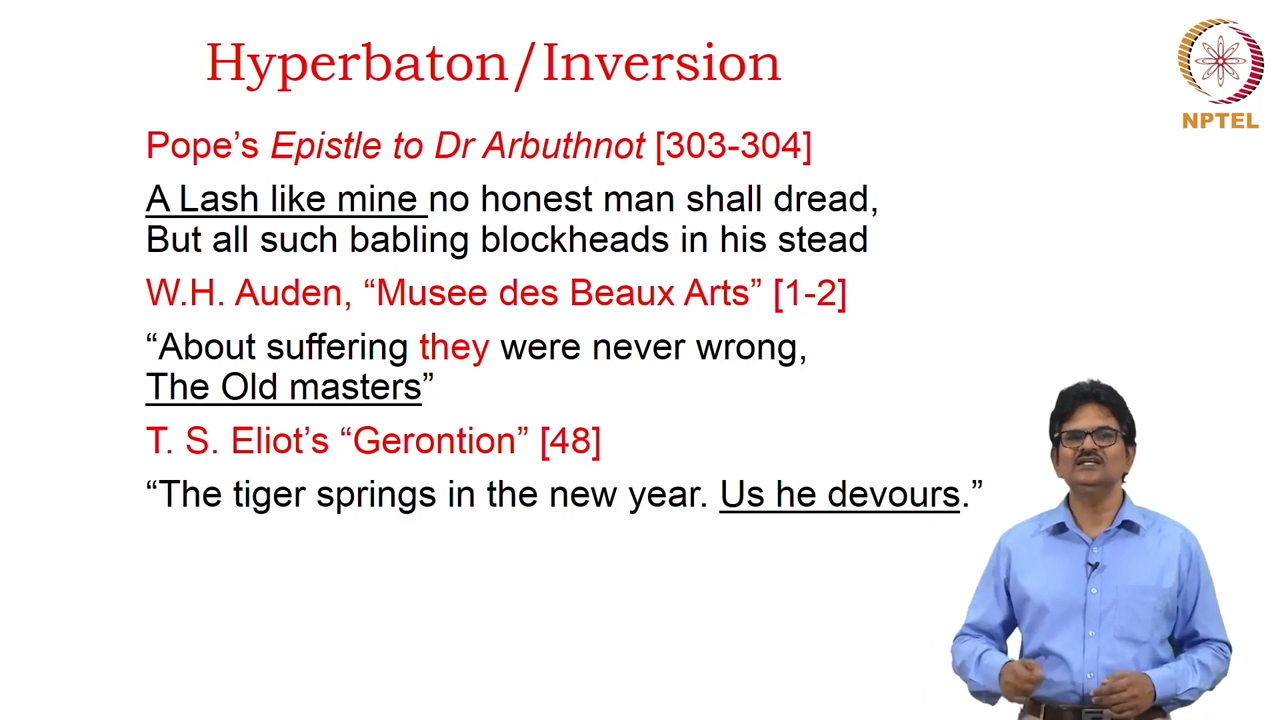 Hyperbaton/Inversion
NPTEL
Pope’s Epistle to Dr Arbuthnot [303-304]
A Lash like mine no honest man shall dread,
But all such babling blockheads in his stead
W.H. Auden, “Musee des Beaux Arts” [1-2]
“About suffering they were never wrong,
The Old masters”
T. S. Eliot’s “Gerontion” [48]
“The tiger springs in the new year. Us he devours.”